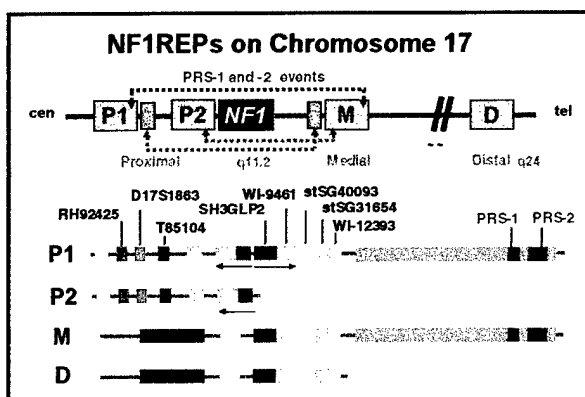 NF1REPs on Chromosome 17
PRS-1 and -2 events
cen P1 P2 NF1 M D tel
Proximal q11.2 Medial Distal q24
D17S1863 WI-9461 stSG40093
RH92425 SH3GLP2 stSG31654
T85104 WI-12393 PRS-1 PRS-2
P1
P2
M
D